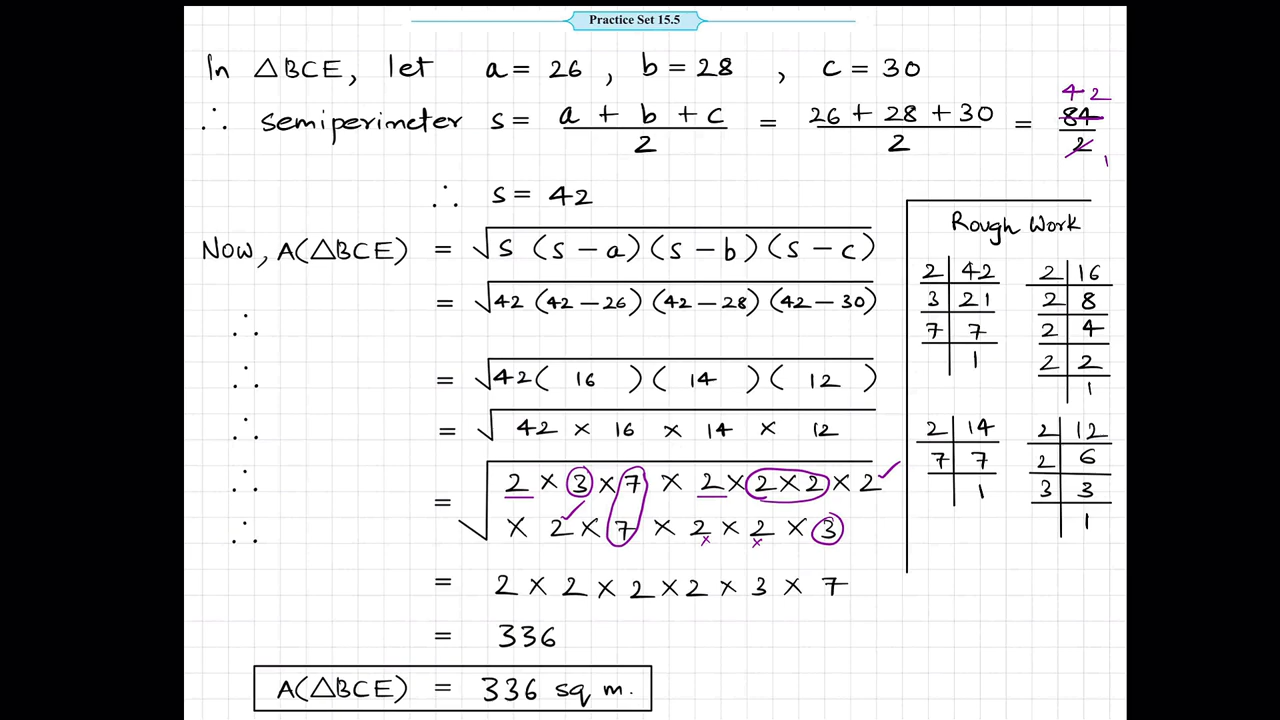 Practice Set 15.5
In △BCE, let a = 26 , b = 28 , c = 30
∴ semiperimeter s = (a + b + c)/2 = (26 + 28 + 30)/2 = 84/2 42 1
∴ s = 42
Now, A(△BCE) = √s (s − a)(s − b)(s − c)
∴ = √42 (42 − 26) (42 − 28) (42 − 30)
∴ = √42( 16 )( 14 )( 12 )
∴ = √42 × 16 × 14 × 12
∴ = √2 × 3 × 7 × 2 × 2 × 2 × 2 ✓
∴ × 2 ✓ × 7 × 2 × 2 × 3
× ×
= 2 × 2 × 2 × 2 × 3 × 7
= 336
A(△BCE) = 336 sq m.
Rough Work
2 | 42
3 | 21
7 | 7
1
2 | 16
2 | 8
2 | 4
2 | 2
1
2 | 14
7 | 7
1
2 | 12
2 | 6
3 | 3
1